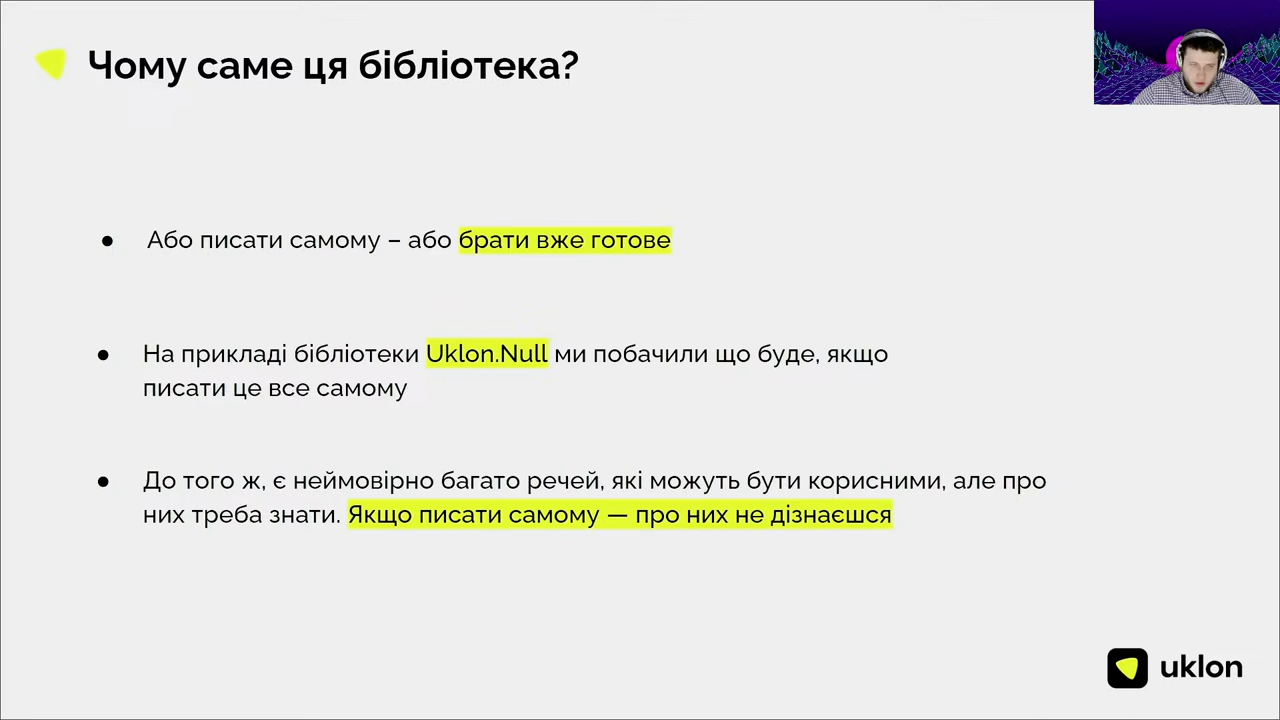 Чому саме ця бібліотека?
● Або писати самому – або брати вже готове
● На прикладі бібліотеки Uklon.Null ми побачили що буде, якщо
писати це все самому
● До того ж, є неймовірно багато речей, які можуть бути корисними, але про
них треба знати. Якщо писати самому — про них не дізнаєшся
uklon